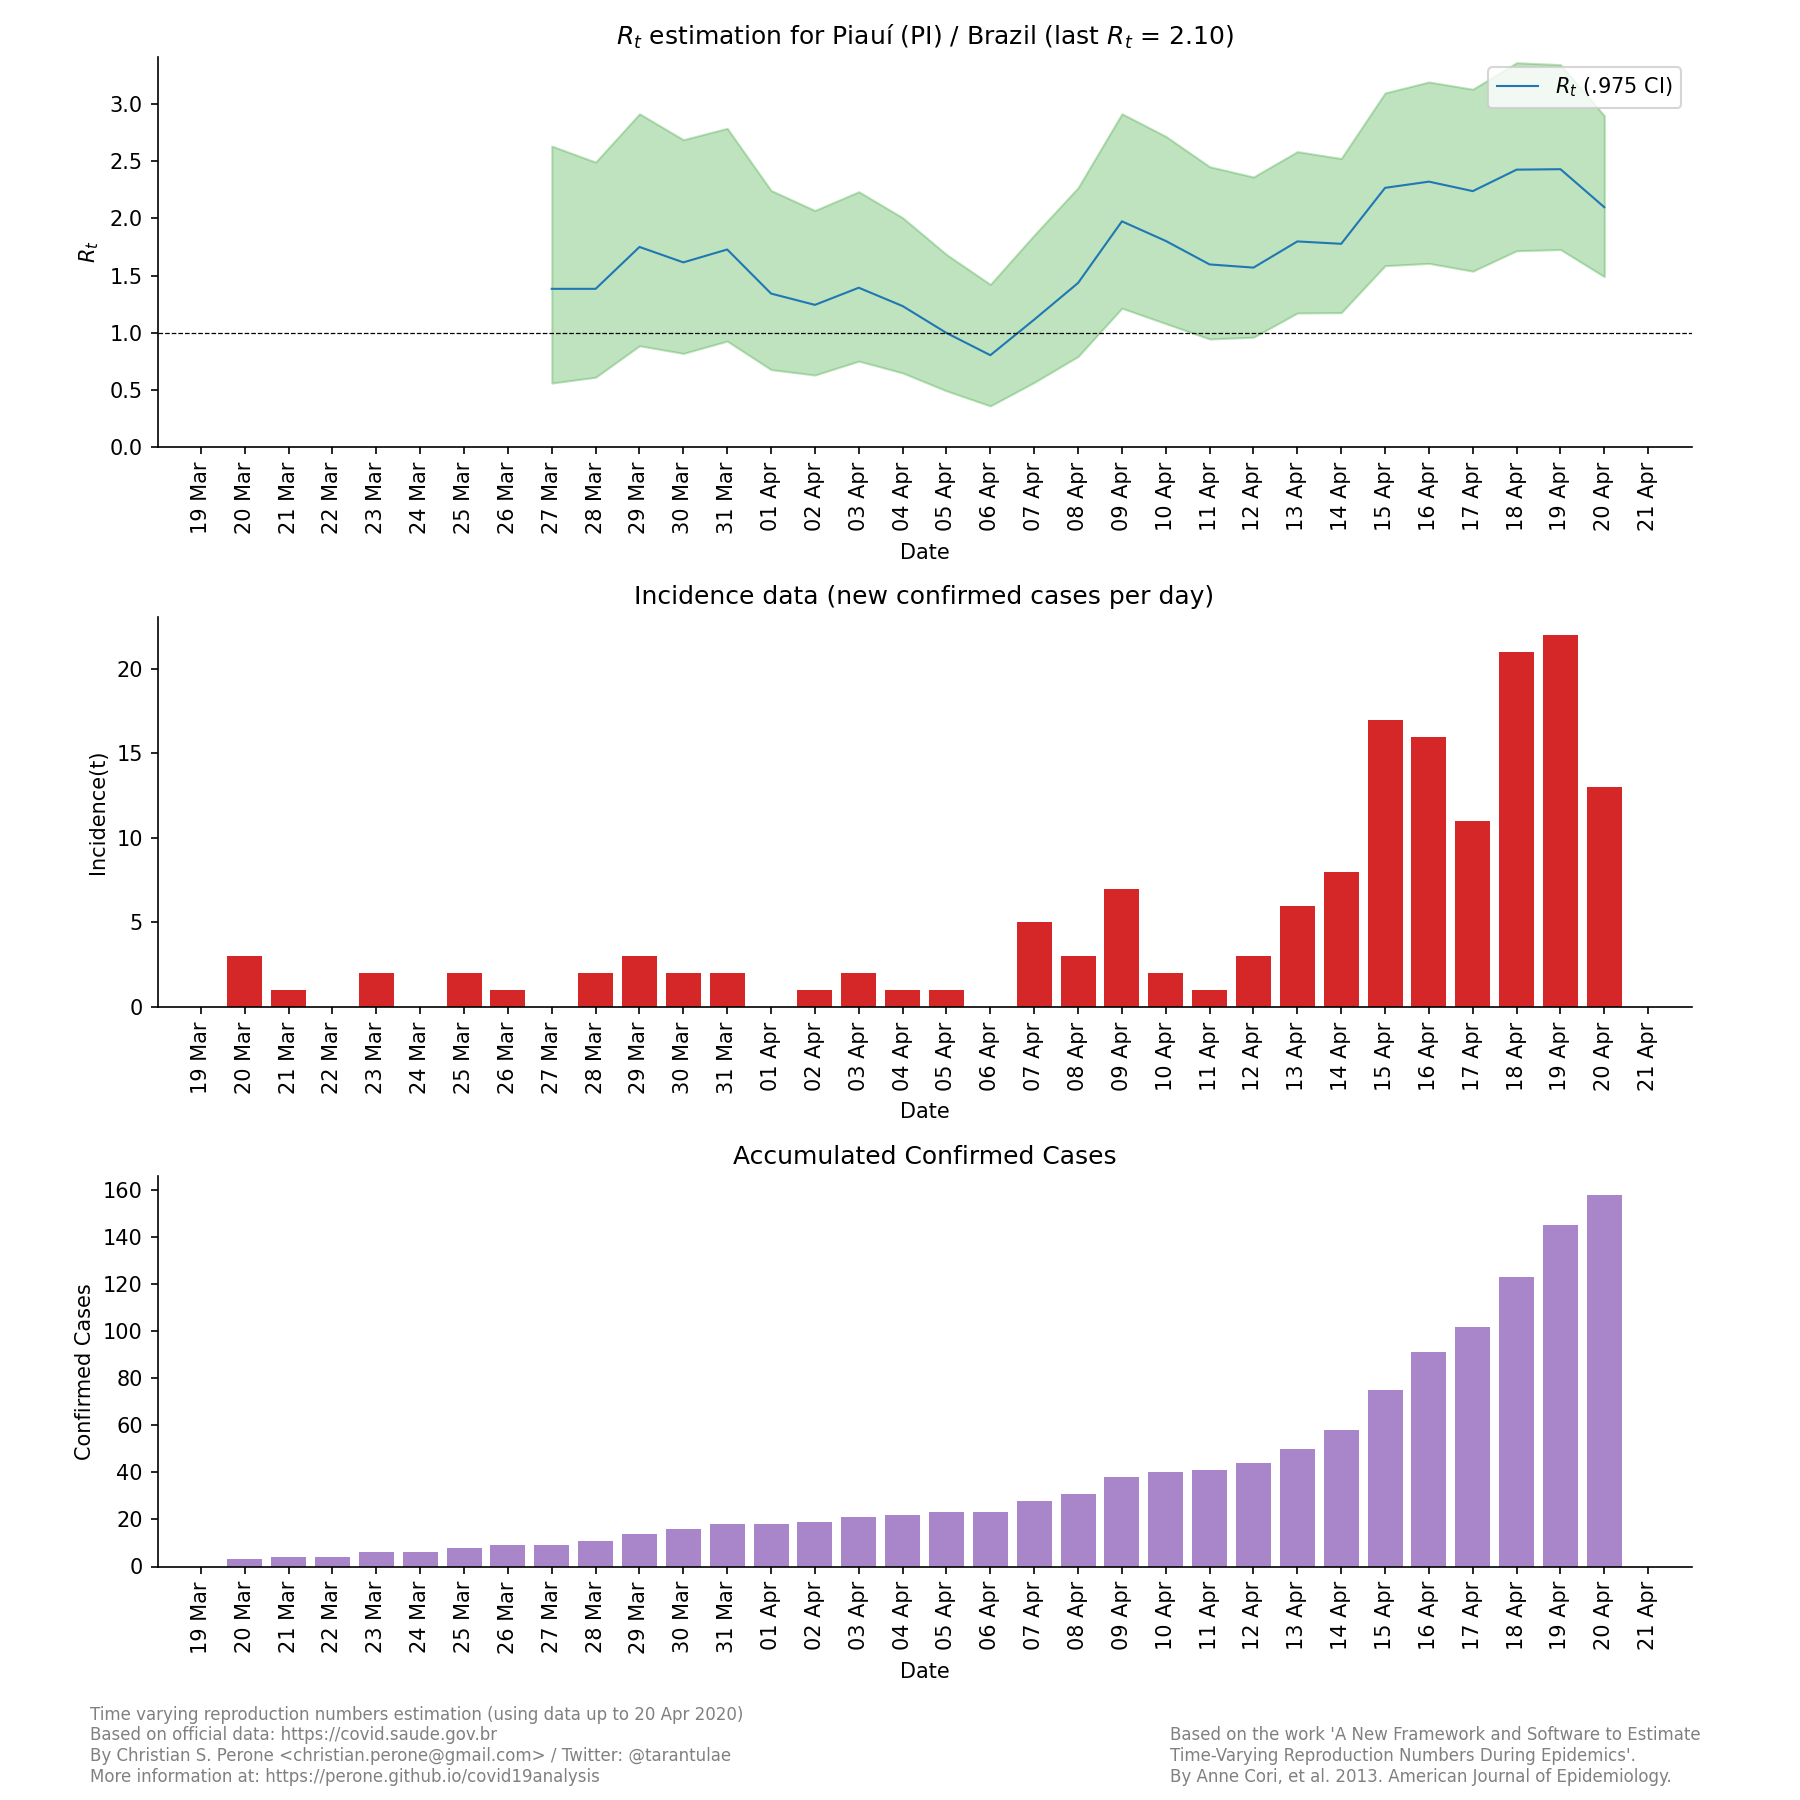 Rt estimation for Piauí (PI) / Brazil (last Rt = 2.10)
Rt (.975 CI)
Rt
3.0
2.5
2.0
1.5
1.0
0.5
0.0
19 Mar 20 Mar 21 Mar 22 Mar 23 Mar 24 Mar 25 Mar 26 Mar 27 Mar 28 Mar 29 Mar 30 Mar 31 Mar 01 Apr 02 Apr 03 Apr 04 Apr 05 Apr 06 Apr 07 Apr 08 Apr 09 Apr 10 Apr 11 Apr 12 Apr 13 Apr 14 Apr 15 Apr 16 Apr 17 Apr 18 Apr 19 Apr 20 Apr 21 Apr
Date
Incidence data (new confirmed cases per day)
Incidence(t)
20
15
10
5
0
19 Mar 20 Mar 21 Mar 22 Mar 23 Mar 24 Mar 25 Mar 26 Mar 27 Mar 28 Mar 29 Mar 30 Mar 31 Mar 01 Apr 02 Apr 03 Apr 04 Apr 05 Apr 06 Apr 07 Apr 08 Apr 09 Apr 10 Apr 11 Apr 12 Apr 13 Apr 14 Apr 15 Apr 16 Apr 17 Apr 18 Apr 19 Apr 20 Apr 21 Apr
Date
Accumulated Confirmed Cases
Confirmed Cases
160
140
120
100
80
60
40
20
0
19 Mar 20 Mar 21 Mar 22 Mar 23 Mar 24 Mar 25 Mar 26 Mar 27 Mar 28 Mar 29 Mar 30 Mar 31 Mar 01 Apr 02 Apr 03 Apr 04 Apr 05 Apr 06 Apr 07 Apr 08 Apr 09 Apr 10 Apr 11 Apr 12 Apr 13 Apr 14 Apr 15 Apr 16 Apr 17 Apr 18 Apr 19 Apr 20 Apr 21 Apr
Date
Time varying reproduction numbers estimation (using data up to 20 Apr 2020)
Based on official data: https://covid.saude.gov.br
By Christian S. Perone <christian.perone@gmail.com> / Twitter: @tarantulae
More information at: https://perone.github.io/covid19analysis
Based on the work 'A New Framework and Software to Estimate
Time-Varying Reproduction Numbers During Epidemics'.
By Anne Cori, et al. 2013. American Journal of Epidemiology.